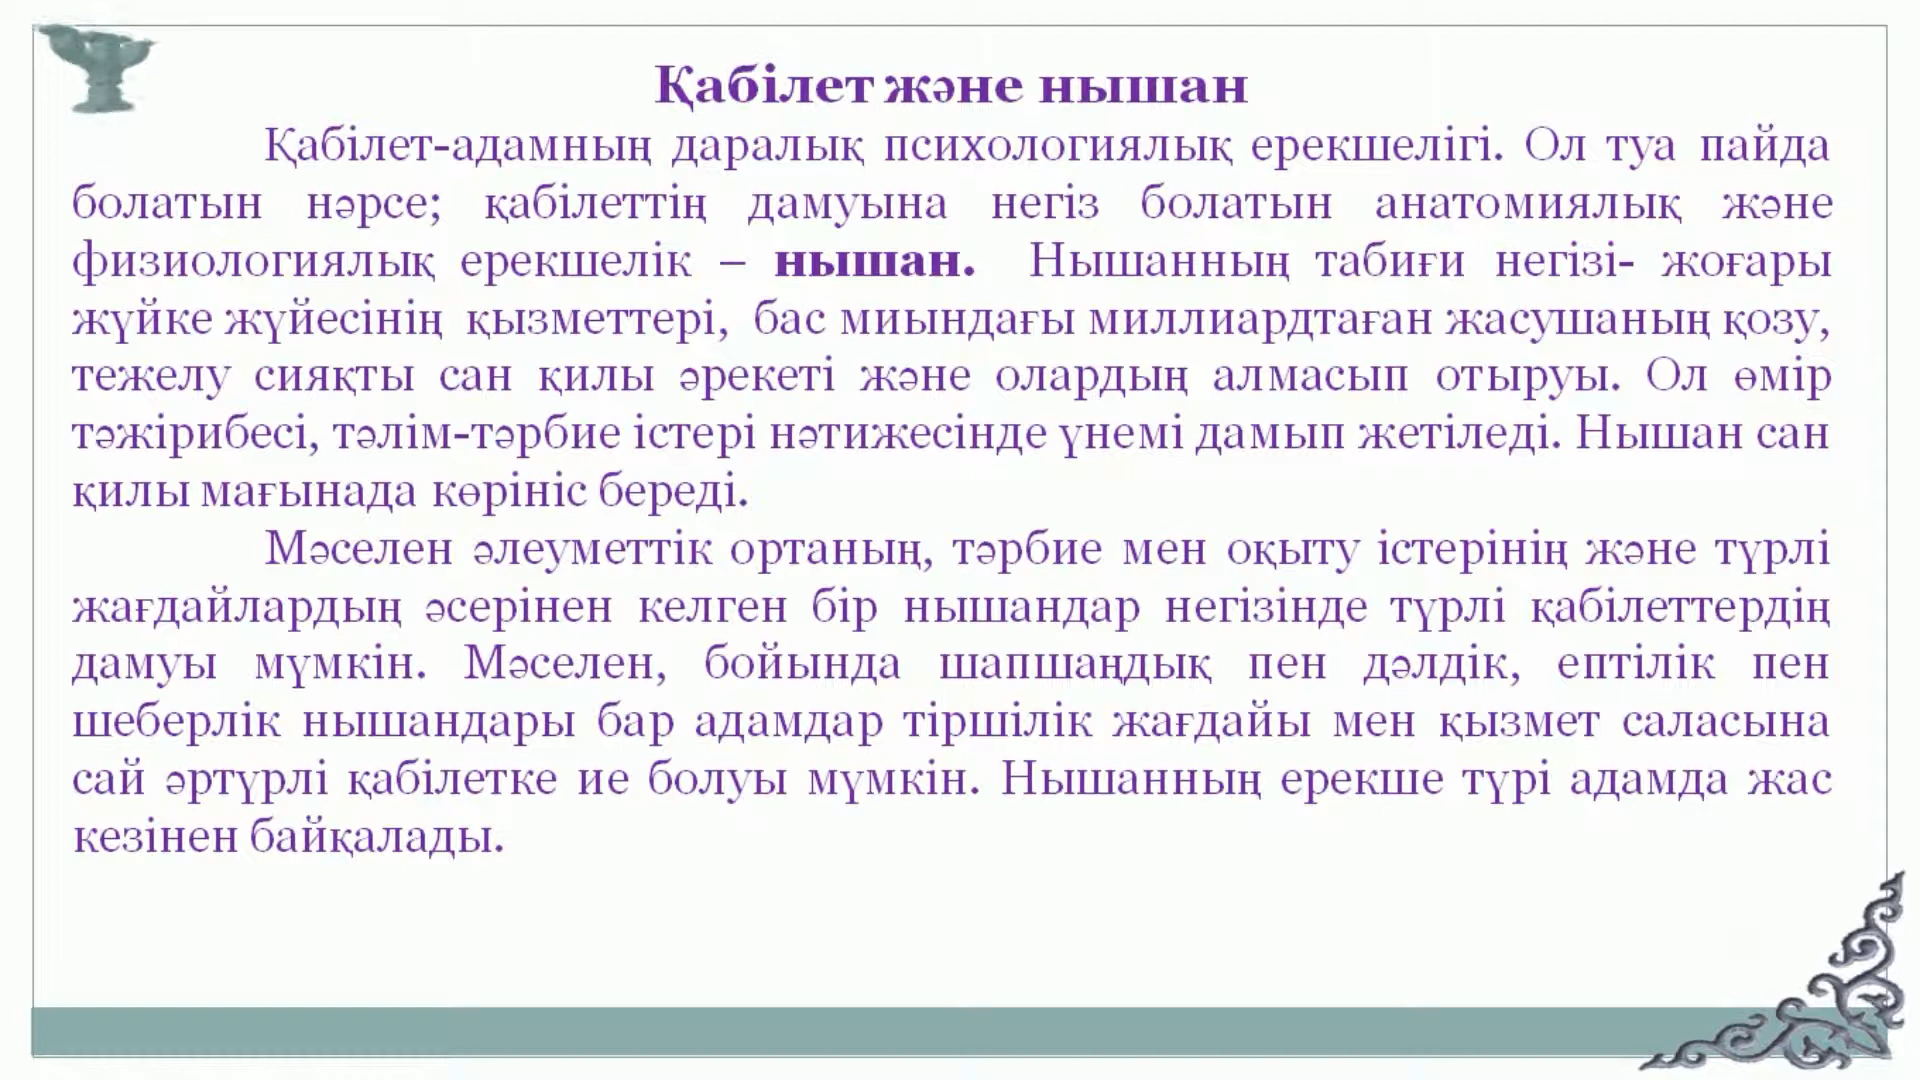 Қабілет және нышан
Қабілет-адамның даралық психологиялық ерекшелігі. Ол туа пайда
болатын нәрсе; қабілеттің дамуына негіз болатын анатомиялық және
физиологиялық ерекшелік – нышан. Нышанның табиғи негізі- жоғары
жүйке жүйесінің қызметтері, бас миындағы миллиардтаған жасушаның қозу,
тежелу сияқты сан қилы әрекеті және олардың алмасып отыруы. Ол өмір
тәжірибесі, тәлім-тәрбие істері нәтижесінде үнемі дамып жетіледі. Нышан сан
қилы мағынада көрініс береді.
Мәселен әлеуметтік ортаның, тәрбие мен оқыту істерінің және түрлі
жағдайлардың әсерінен келген бір нышандар негізінде түрлі қабілеттердің
дамуы мүмкін. Мәселен, бойында шапшаңдық пен дәлдік, ептілік пен
шеберлік нышандары бар адамдар тіршілік жағдайы мен қызмет саласына
сай әртүрлі қабілетке ие болуы мүмкін. Нышанның ерекше түрі адамда жас
кезінен байқалады.